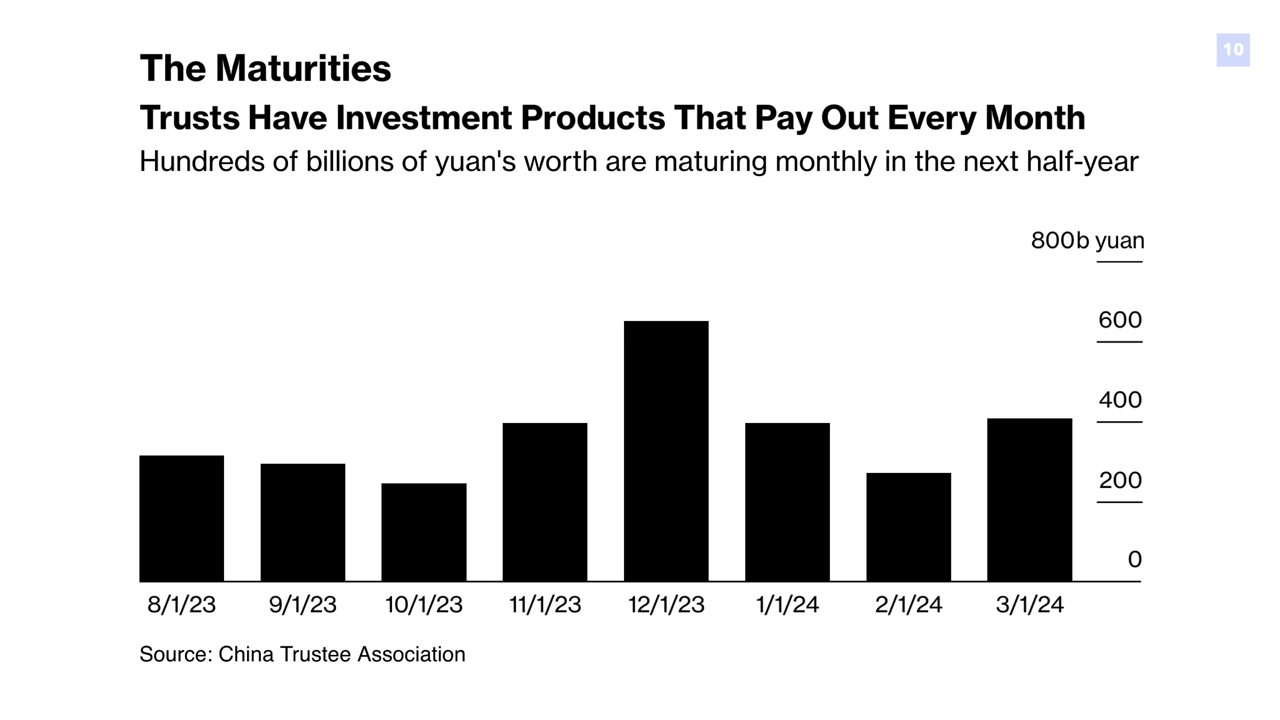 10
The Maturities
Trusts Have Investment Products That Pay Out Every Month
Hundreds of billions of yuan's worth are maturing monthly in the next half-year
800b yuan
600
400
200
0
8/1/23 9/1/23 10/1/23 11/1/23 12/1/23 1/1/24 2/1/24 3/1/24
Source: China Trustee Association